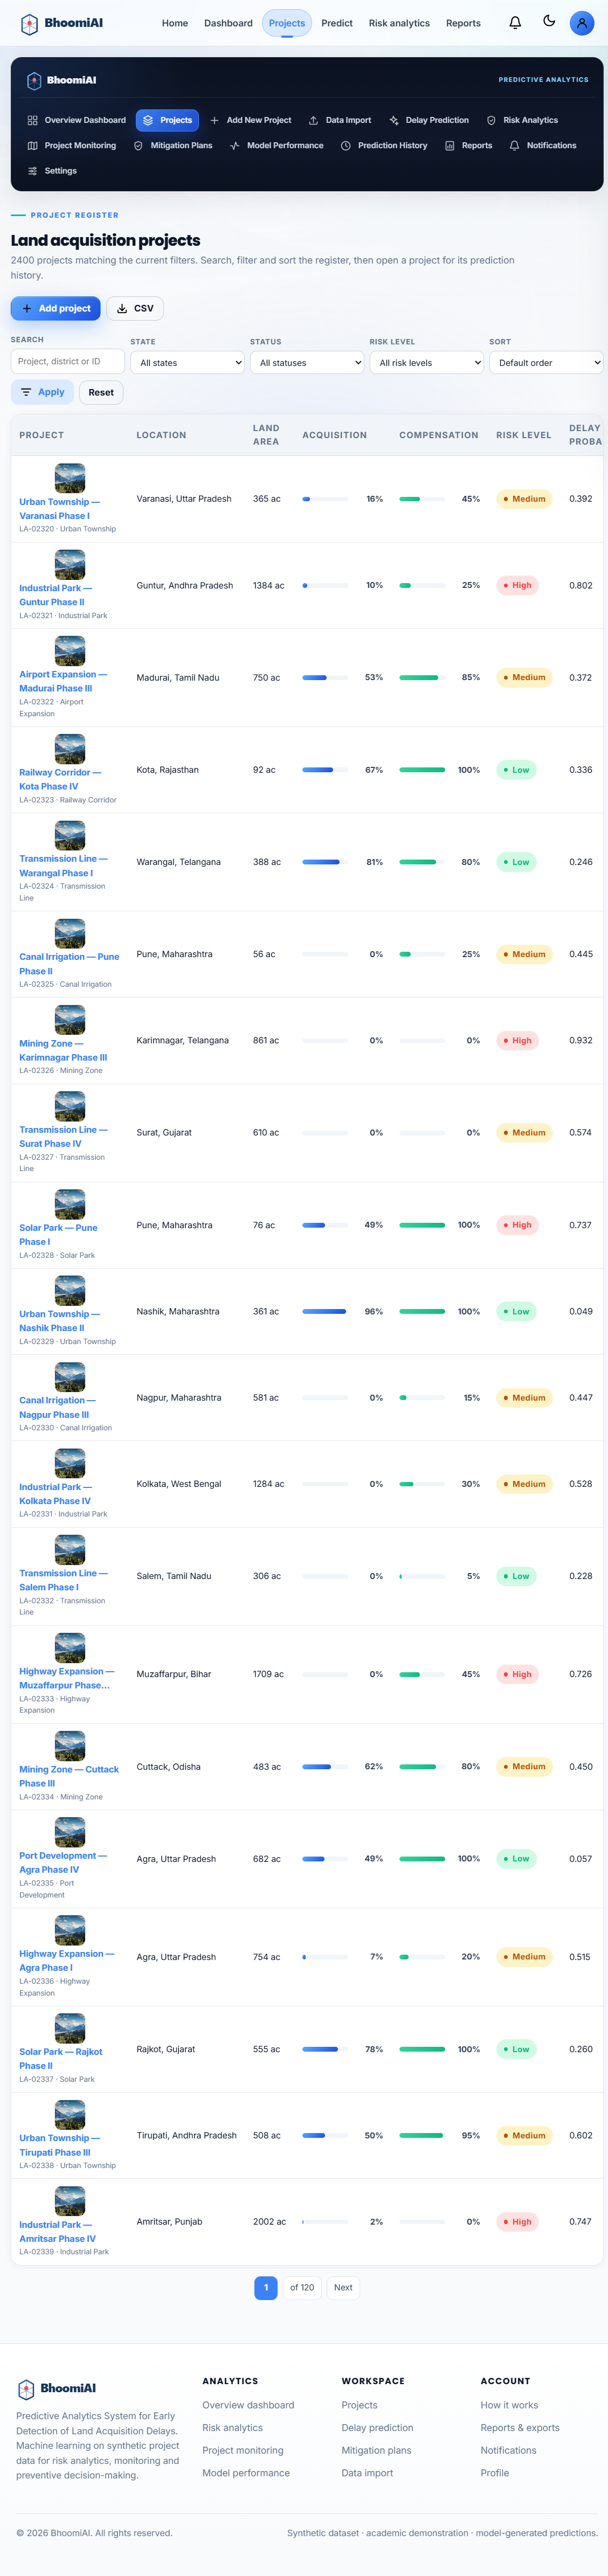 BhoomiAI
Home Dashboard Projects Predict Risk analytics Reports
BhoomiAI
PREDICTIVE ANALYTICS
Overview Dashboard Projects Add New Project Data Import Delay Prediction Risk Analytics
Project Monitoring Mitigation Plans Model Performance Prediction History Reports Notifications
Settings
PROJECT REGISTER
Land acquisition projects
2400 projects matching the current filters. Search, filter and sort the register, then open a project for its prediction
history.
Add project CSV
SEARCH STATE STATUS RISK LEVEL SORT
Project, district or ID All states All statuses All risk levels Default order
Apply Reset
PROJECT LOCATION LAND AREA ACQUISITION COMPENSATION RISK LEVEL DELAY PROBA
Urban Township —
Varanasi Phase I
LA-02320 · Urban Township
Varanasi, Uttar Pradesh 365 ac 16% 45% Medium 0.392
Industrial Park —
Guntur Phase II
LA-02321 · Industrial Park
Guntur, Andhra Pradesh 1384 ac 10% 25% High 0.802
Airport Expansion —
Madurai Phase III
LA-02322 · Airport
Expansion
Madurai, Tamil Nadu 750 ac 53% 85% Medium 0.372
Railway Corridor —
Kota Phase IV
LA-02323 · Railway Corridor
Kota, Rajasthan 92 ac 67% 100% Low 0.336
Transmission Line —
Warangal Phase I
LA-02324 · Transmission
Line
Warangal, Telangana 388 ac 81% 80% Low 0.246
Canal Irrigation — Pune
Phase II
LA-02325 · Canal Irrigation
Pune, Maharashtra 56 ac 0% 25% Medium 0.445
Mining Zone —
Karimnagar Phase III
LA-02326 · Mining Zone
Karimnagar, Telangana 861 ac 0% 0% High 0.932
Transmission Line —
Surat Phase IV
LA-02327 · Transmission
Line
Surat, Gujarat 610 ac 0% 0% Medium 0.574
Solar Park — Pune
Phase I
LA-02328 · Solar Park
Pune, Maharashtra 76 ac 49% 100% High 0.737
Urban Township —
Nashik Phase II
LA-02329 · Urban Township
Nashik, Maharashtra 361 ac 96% 100% Low 0.049
Canal Irrigation —
Nagpur Phase III
LA-02330 · Canal Irrigation
Nagpur, Maharashtra 581 ac 0% 15% Medium 0.447
Industrial Park —
Kolkata Phase IV
LA-02331 · Industrial Park
Kolkata, West Bengal 1284 ac 0% 30% Medium 0.528
Transmission Line —
Salem Phase I
LA-02332 · Transmission
Line
Salem, Tamil Nadu 306 ac 0% 5% Low 0.228
Highway Expansion —
Muzaffarpur Phase...
LA-02333 · Highway
Expansion
Muzaffarpur, Bihar 1709 ac 0% 45% High 0.726
Mining Zone — Cuttack
Phase III
LA-02334 · Mining Zone
Cuttack, Odisha 483 ac 62% 80% Medium 0.450
Port Development —
Agra Phase IV
LA-02335 · Port
Development
Agra, Uttar Pradesh 682 ac 49% 100% Low 0.057
Highway Expansion —
Agra Phase I
LA-02336 · Highway
Expansion
Agra, Uttar Pradesh 754 ac 7% 20% Medium 0.515
Solar Park — Rajkot
Phase II
LA-02337 · Solar Park
Rajkot, Gujarat 555 ac 78% 100% Low 0.260
Urban Township —
Tirupati Phase III
LA-02338 · Urban Township
Tirupati, Andhra Pradesh 508 ac 50% 95% Medium 0.602
Industrial Park —
Amritsar Phase IV
LA-02339 · Industrial Park
Amritsar, Punjab 2002 ac 2% 0% High 0.747
1 of 120 Next
BhoomiAI
Predictive Analytics System for Early
Detection of Land Acquisition Delays.
Machine learning on synthetic project
data for risk analytics, monitoring and
preventive decision-making.
ANALYTICS
Overview dashboard
Risk analytics
Project monitoring
Model performance
WORKSPACE
Projects
Delay prediction
Mitigation plans
Data import
ACCOUNT
How it works
Reports & exports
Notifications
Profile
© 2026 BhoomiAI. All rights reserved.
Synthetic dataset · academic demonstration · model-generated predictions.